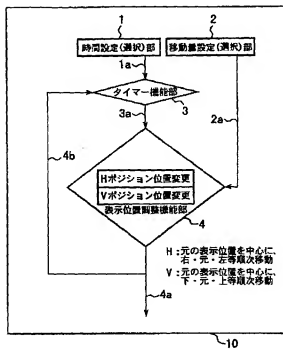 1
2
時間設定(選択)部
移動量設定(選択)部
1a
タイマー機能部
3
3a
2a
4b
Hポジション位置変更
Vポジション位置変更
表示位置調整機能部
4
H:元の表示位置を中心に、
右・元・左等順次移動
V:元の表示位置を中心に、
下・元・上等順次移動
4a
10